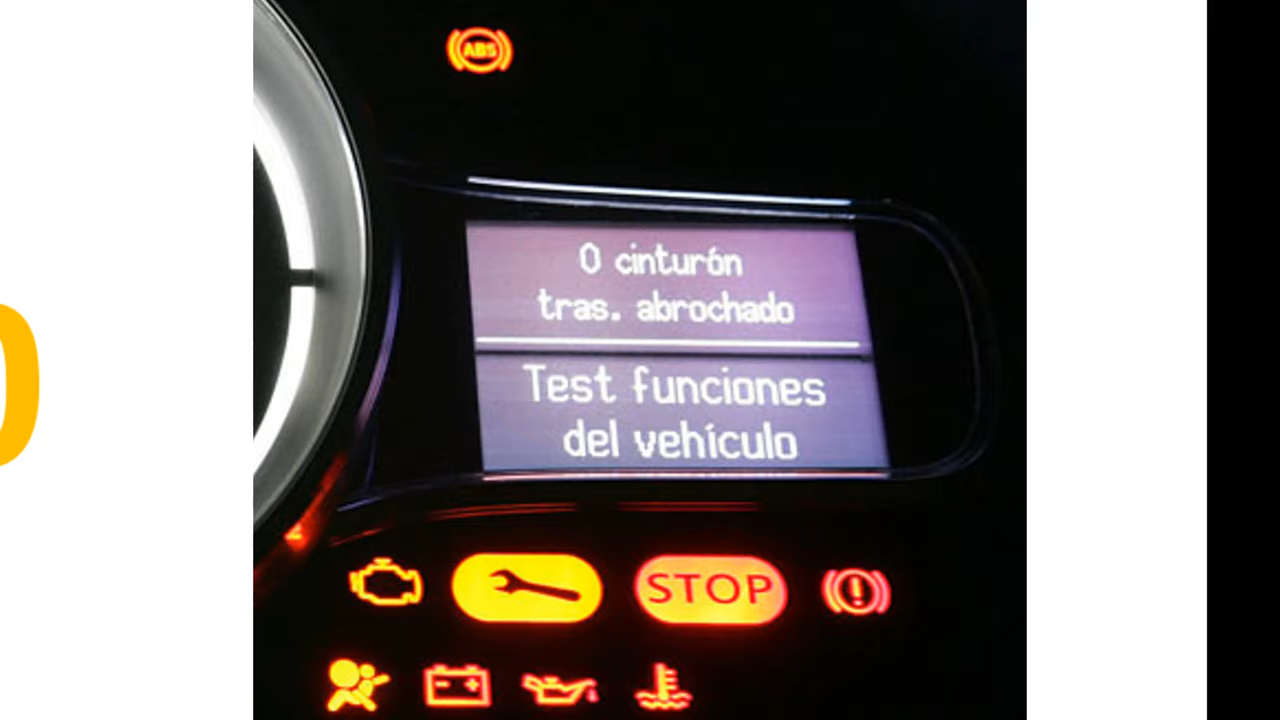 ABS
0 cinturón
tras. abrochado
Test funciones
del vehículo
STOP